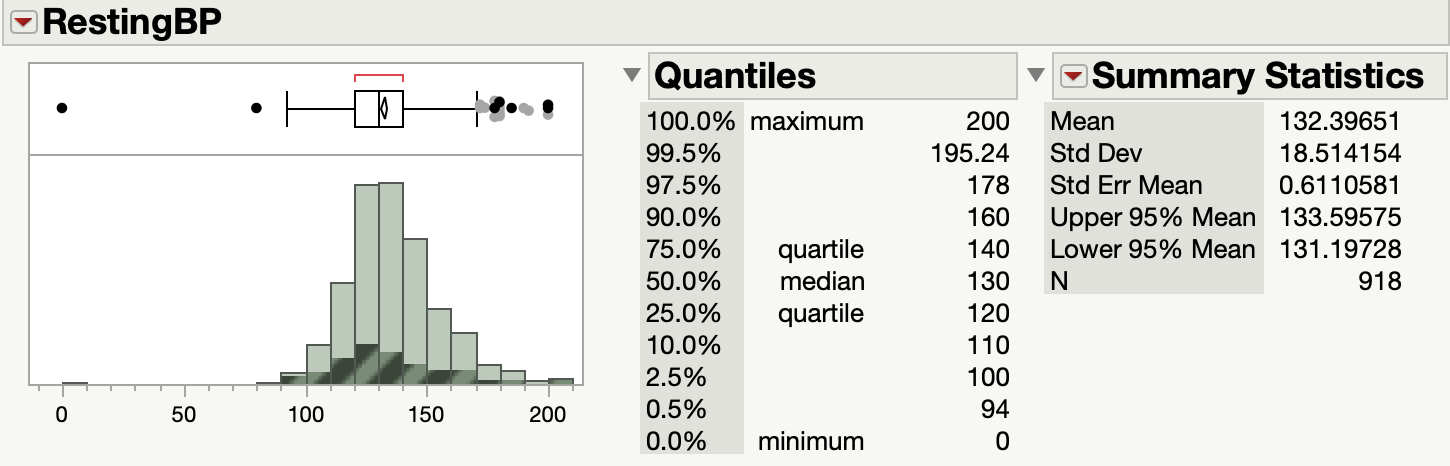 RestingBP
0 50 100 150 200
Quantiles
100.0% maximum 200
99.5% 195.24
97.5% 178
90.0% 160
75.0% quartile 140
50.0% median 130
25.0% quartile 120
10.0% 110
2.5% 100
0.5% 94
0.0% minimum 0
Summary Statistics
Mean 132.39651
Std Dev 18.514154
Std Err Mean 0.6110581
Upper 95% Mean 133.59575
Lower 95% Mean 131.19728
N 918